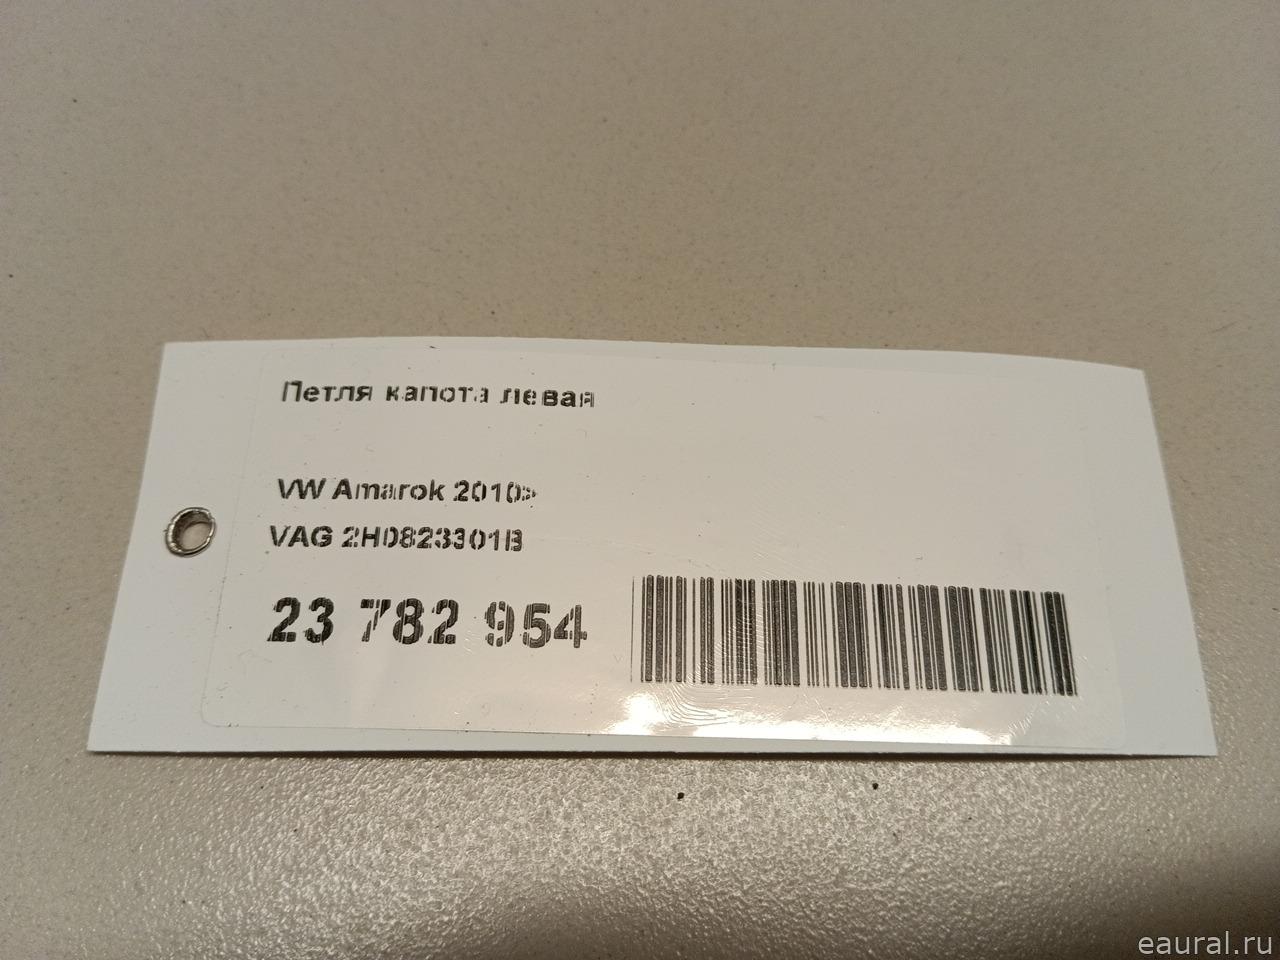 Петля капота левая
VW Amarok 2010>
VAG 2H0823301B
23 782 954
eaural.ru